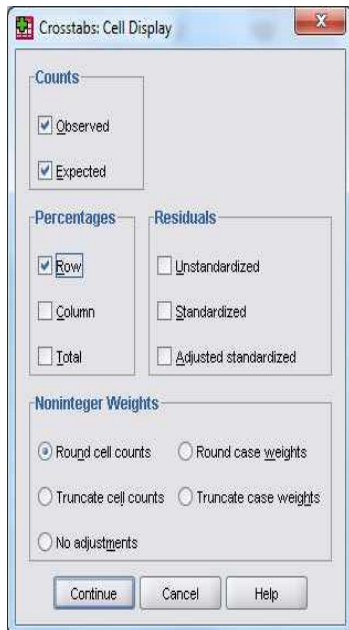 Crosstabs: Cell Display
X
Counts
Observed
Expected
Percentages
Row
Column
Total
Residuals
Unstandardized
Standardized
Adjusted standardized
Noninteger Weights
Round cell counts Round case weights
Truncate cell counts Truncate case weights
No adjustments
Continue Cancel Help